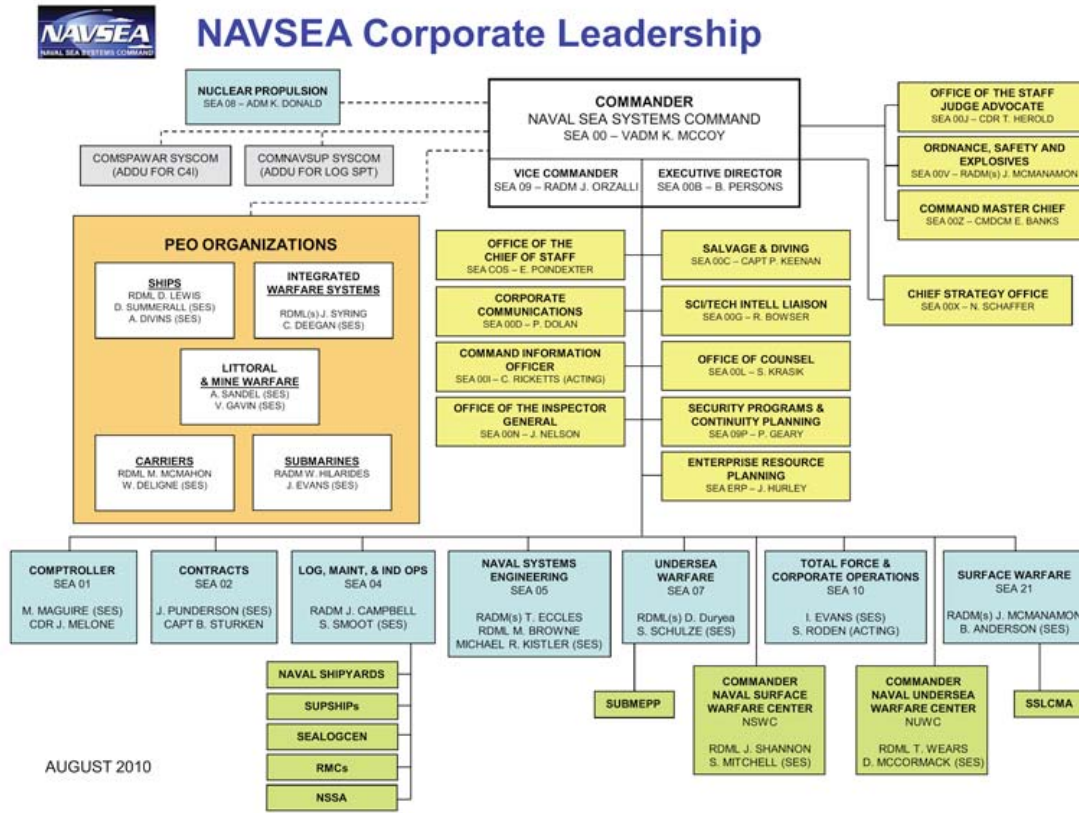 NAVSEA
NAVAL SEA SYSTEMS COMMAND
NAVSEA Corporate Leadership
NUCLEAR PROPULSION
SEA 08 – ADM K. DONALD
COMMANDER
NAVAL SEA SYSTEMS COMMAND
SEA 00 – VADM K. MCCOY
VICE COMMANDER
SEA 09 – RADM J. ORZALLI
EXECUTIVE DIRECTOR
SEA 00B – B. PERSONS
OFFICE OF THE STAFF
JUDGE ADVOCATE
SEA 00J – CDR T. HEROLD
ORDNANCE, SAFETY AND
EXPLOSIVES
SEA 00V – RADM(s) J. MCMANAMON
COMMAND MASTER CHIEF
SEA 00Z – CMDCM E. BANKS
COMSPAWAR SYSCOM
(ADDU FOR C4I)
COMNAVSUP SYSCOM
(ADDU FOR LOG SPT)
PEO ORGANIZATIONS
SHIPS
RDML D. LEWIS
D. SUMMERALL (SES)
A. DIVINS (SES)
INTEGRATED
WARFARE SYSTEMS
RDML(s) J. SYRING
C. DEEGAN (SES)
LITTORAL
& MINE WARFARE
A. SANDEL (SES)
V. GAVIN (SES)
CARRIERS
RDML M. MCMAHON
W. DELIGNE (SES)
SUBMARINES
RADM W. HILARIDES
J. EVANS (SES)
OFFICE OF THE
CHIEF OF STAFF
SEA COS – E. POINDEXTER
CORPORATE
COMMUNICATIONS
SEA 00D – P. DOLAN
COMMAND INFORMATION
OFFICER
SEA 00I – C. RICKETTS (ACTING)
OFFICE OF THE INSPECTOR
GENERAL
SEA 00N – J. NELSON
SALVAGE & DIVING
SEA 00C – CAPT P. KEENAN
SCI/TECH INTELL LIAISON
SEA 00G – R. BOWSER
OFFICE OF COUNSEL
SEA 00L – S. KRASIK
SECURITY PROGRAMS &
CONTINUITY PLANNING
SEA 09P – P. GEARY
ENTERPRISE RESOURCE
PLANNING
SEA ERP – J. HURLEY
CHIEF STRATEGY OFFICE
SEA 00X – N. SCHAFFER
COMPTROLLER
SEA 01
M. MAGUIRE (SES)
CDR J. MELONE
CONTRACTS
SEA 02
J. PUNDERSON (SES)
CAPT B. STURKEN
LOG, MAINT, & IND OPS
SEA 04
RADM J. CAMPBELL
S. SMOOT (SES)
NAVAL SYSTEMS
ENGINEERING
SEA 05
RADM(s) T. ECCLES
RDML M. BROWNE
MICHAEL R. KISTLER (SES)
UNDERSEA
WARFARE
SEA 07
RDML(s) D. Duryea
S. SCHULZE (SES)
TOTAL FORCE &
CORPORATE OPERATIONS
SEA 10
I. EVANS (SES)
S. RODEN (ACTING)
SURFACE WARFARE
SEA 21
RADM(s) J. MCMANAMON
B. ANDERSON (SES)
NAVAL SHIPYARDS
SUPSHIPs
SEALOGCEN
RMCs
NSSA
SUBMEPP
COMMANDER
NAVAL SURFACE
WARFARE CENTER
NSWC
RDML J. SHANNON
S. MITCHELL (SES)
COMMANDER
NAVAL UNDERSEA
WARFARE CENTER
NUWC
RDML T. WEARS
D. MCCORMACK (SES)
SSLCMA
AUGUST 2010